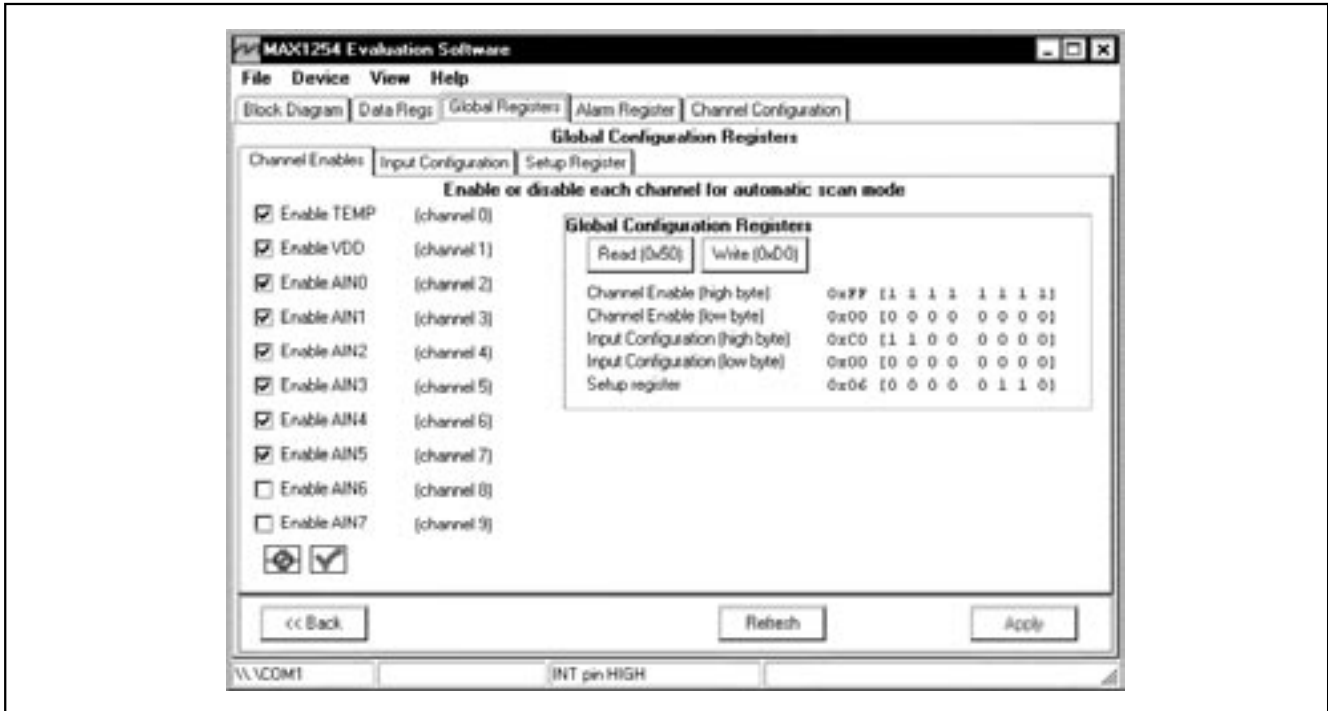 MAX1254 Evaluation Software
File Device View Help
Block Diagram Data Regs Global Registers Alarm Register Channel Configuration
Global Configuration Registers
Channel Enables Input Configuration Setup Register
Enable or disable each channel for automatic scan mode
Enable TEMP (channel 0)
Enable VDD (channel 1)
Enable AIN0 (channel 2)
Enable AIN1 (channel 3)
Enable AIN2 (channel 4)
Enable AIN3 (channel 5)
Enable AIN4 (channel 6)
Enable AIN5 (channel 7)
Enable AIN6 (channel 8)
Enable AIN7 (channel 9)
Global Configuration Registers
Read (0x50) Write (0xD0)
Channel Enable (high byte) 0xFF [1 1 1 1 1 1 1 1]
Channel Enable (low byte) 0x00 [0 0 0 0 0 0 0 0]
Input Configuration (high byte) 0xC0 [1 1 0 0 0 0 0 0]
Input Configuration (low byte) 0x00 [0 0 0 0 0 0 0 0]
Setup register 0x06 [0 0 0 0 0 1 1 0]
<< Back Refresh Apply
\\.\COM1 INT pin HIGH